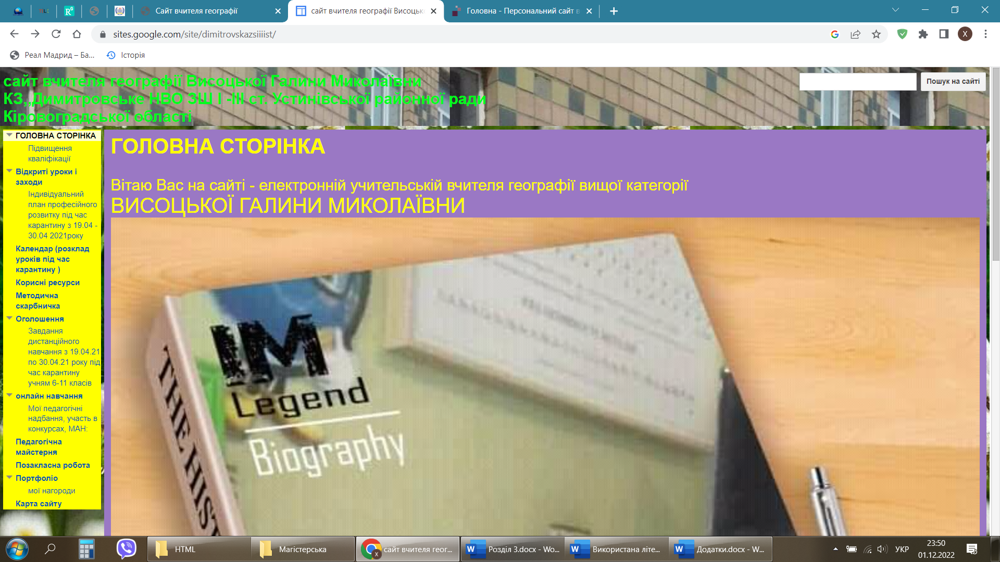 Сайт вчителя географії
сайт вчителя географії Висоцько
Головна - Персональний сайт в
sites.google.com/site/dimitrovskazsiiiist/
X
Реал Мадрид – Ба...
Історія
сайт вчителя географії Висоцької Галини Миколаївни
КЗ,,Димитровське НВО ЗШ І -ІІІ ст. Устинівської районної ради
Кіровоградської області
Пошук на сайті
ГОЛОВНА СТОРІНКА
Підвищення
кваліфікації
Відкриті уроки і
заходи
Індивідуальний
план професійного
розвитку під час
карантину з 19.04 -
30.04 2021року
Календар (розклад
уроків під час
карантину )
Корисні ресурси
Методична
скарбничка
Оголошення
Завдання
дистанційного
навчання з 19.04.21
по 30.04.21 року під
час карантину
учням 6-11 класів
онлайн навчання
Мої педагогічні
надбання, участь в
конкурсах, МАН:
Педагогічна
майстерня
Позакласна робота
Портфоліо
мої нагороди
Карта сайту
ГОЛОВНА СТОРІНКА
Вітаю Вас на сайті - електронній учительській вчителя географії вищої категорії
ВИСОЦЬКОЇ ГАЛИНИ МИКОЛАЇВНИ
IM
Legend
Biography
THE HIS
HTML
Магістерська
сайт вчителя геог...
Розділ 3.docx - Wo...
Використана літе...
Додатки.docx - W...
УКР
23:50
01.12.2022